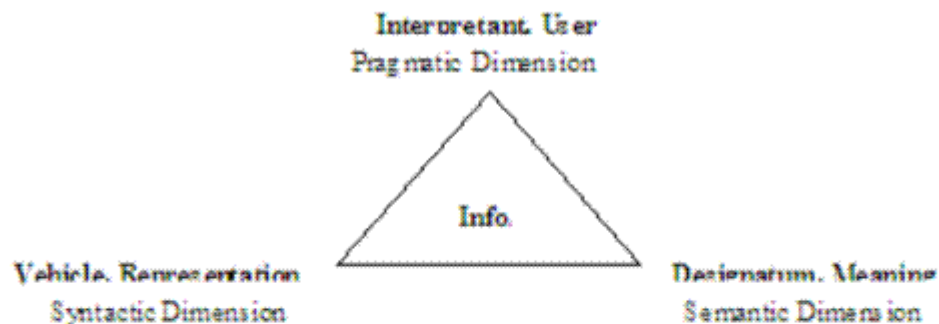 Interpretant. User
Pragmatic Dimension
Info.
Vehicle. Representation
Syntactic Dimension
Designatum. Meaning
Semantic Dimension